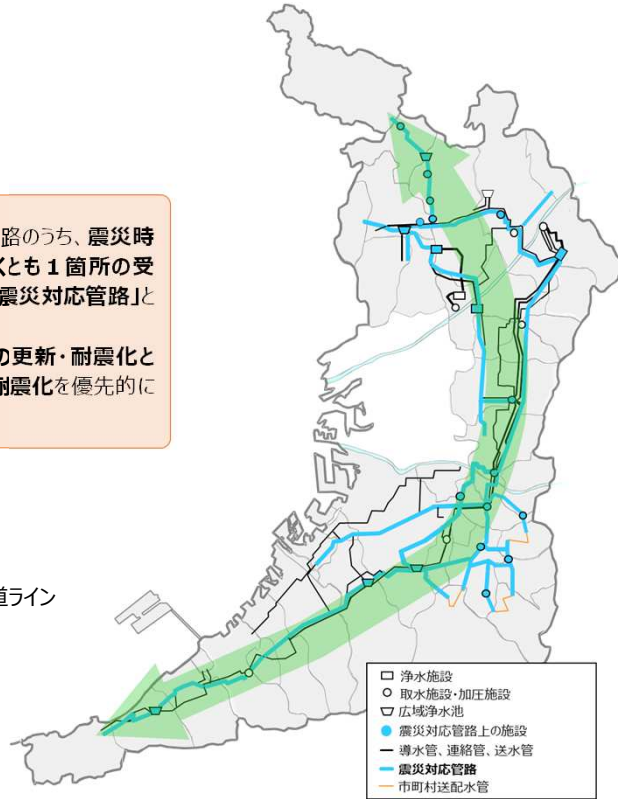 路のうち、震災時
くとも１箇所の受
震災対応管路」と
の更新・耐震化と
耐震化を優先的に
道ライン
浄水施設
取水施設・加圧施設
広域浄水池
震災対応管路上の施設
導水管、連絡管、送水管
震災対応管路
市町村送配水管